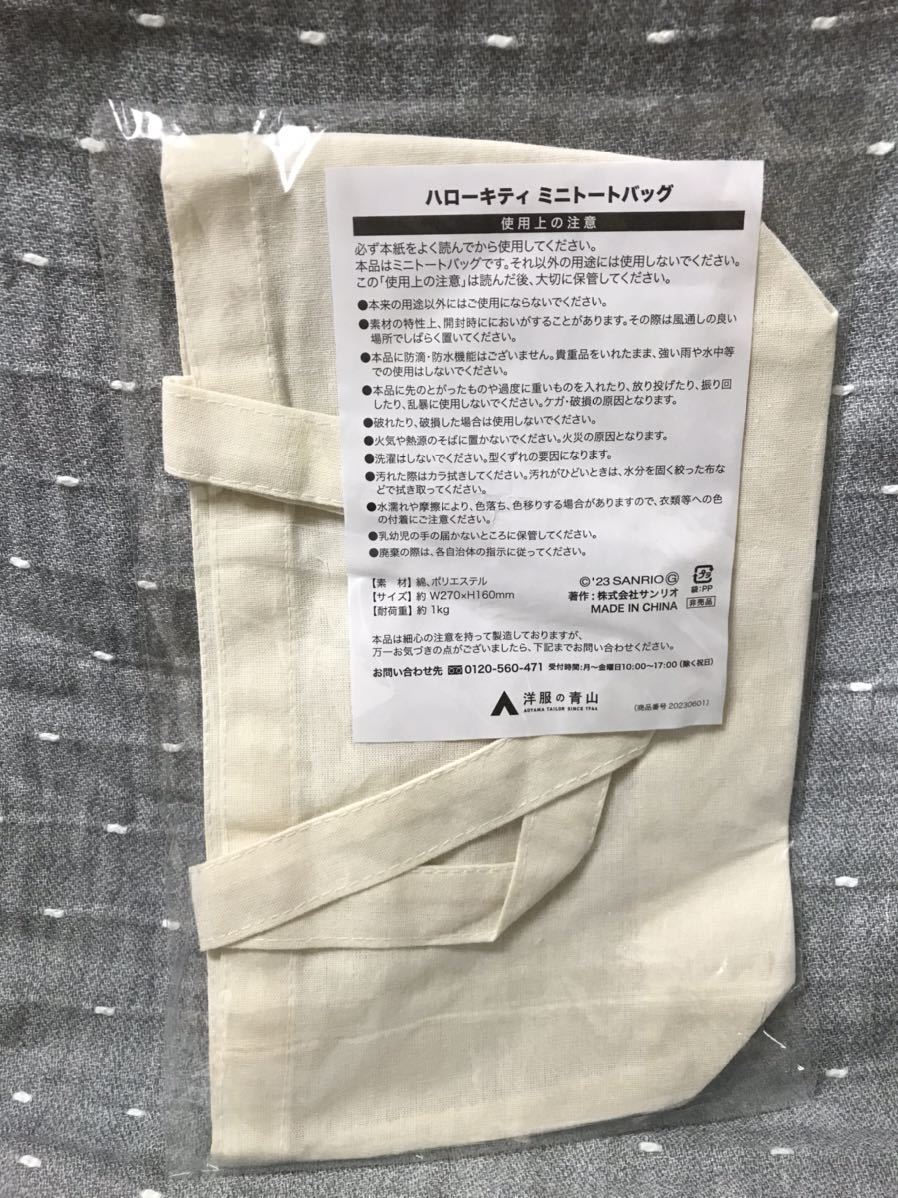 ハローキティ ミニトートバッグ
使用上の注意
必ず本紙をよく読んでから使用してください。
本品はミニトートバッグです。それ以外の用途には使用しないでください。
この「使用上の注意」は読んだ後、大切に保管してください。
●本来の用途以外にはご使用にならないでください。
●素材の特性上、開封時ににおいがすることがあります。その際は風通しの良い
場所でしばらく置いてください。
●本品に防滴・防水機能はございません。貴重品をいれたまま、強い雨や水中等
での使用はしないでください。
●本品に先のとがったものや過度に重いものを入れたり、放り投げたり、振り回
したり、乱暴に使用しないでください。ケガ・破損の原因となります。
●破れたり、破損した場合は使用しないでください。
●火気や熱源のそばに置かないでください。火災の原因となります。
●洗濯はしないでください。型くずれの要因になります。
●汚れた際はカラ拭きしてください。汚れがひどいときは、水分を固く絞った布な
どで拭き取ってください。
●水濡れや摩擦により、色落ち、色移りする場合がありますので、衣類等への色
の付着にご注意ください。
●乳幼児の手の届かないところに保管してください。
●廃棄の際は、各自治体の指示に従ってください。
【素 材】綿、ポリエステル
【サイズ】約 W270×H160mm
【耐荷重】約 1kg
©'23 SANRIO Ⓖ
著作：株式会社サンリオ
MADE IN CHINA
プラ
袋：PP
非売品
本品は細心の注意を持って製造しておりますが、
万一お気づきの点がございましたら、下記までお問い合わせください。
お問い合わせ先 0120-560-471 受付時間：月〜金曜日10:00〜17:00（除く祝日）
洋服の青山
AOYAMA TAILOR SINCE 1964
（商品番号 20230601）